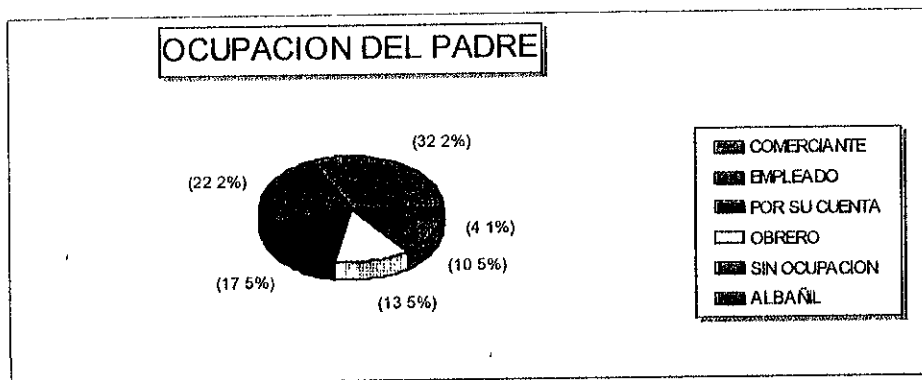 OCUPACION DEL PADRE
(32 2%)
(22 2%)
(4 1%)
(10 5%)
(17 5%)
(13 5%)
COMERCIANTE
EMPLEADO
POR SU CUENTA
OBRERO
SIN OCUPACION
ALBAÑIL